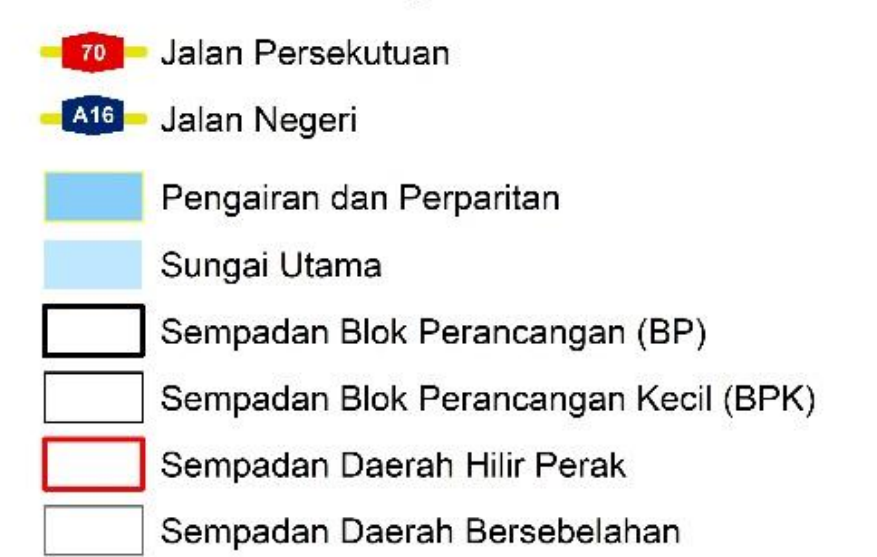 70 Jalan Persekutuan
A16 Jalan Negeri
Pengairan dan Perparitan
Sungai Utama
Sempadan Blok Perancangan (BP)
Sempadan Blok Perancangan Kecil (BPK)
Sempadan Daerah Hilir Perak
Sempadan Daerah Bersebelahan